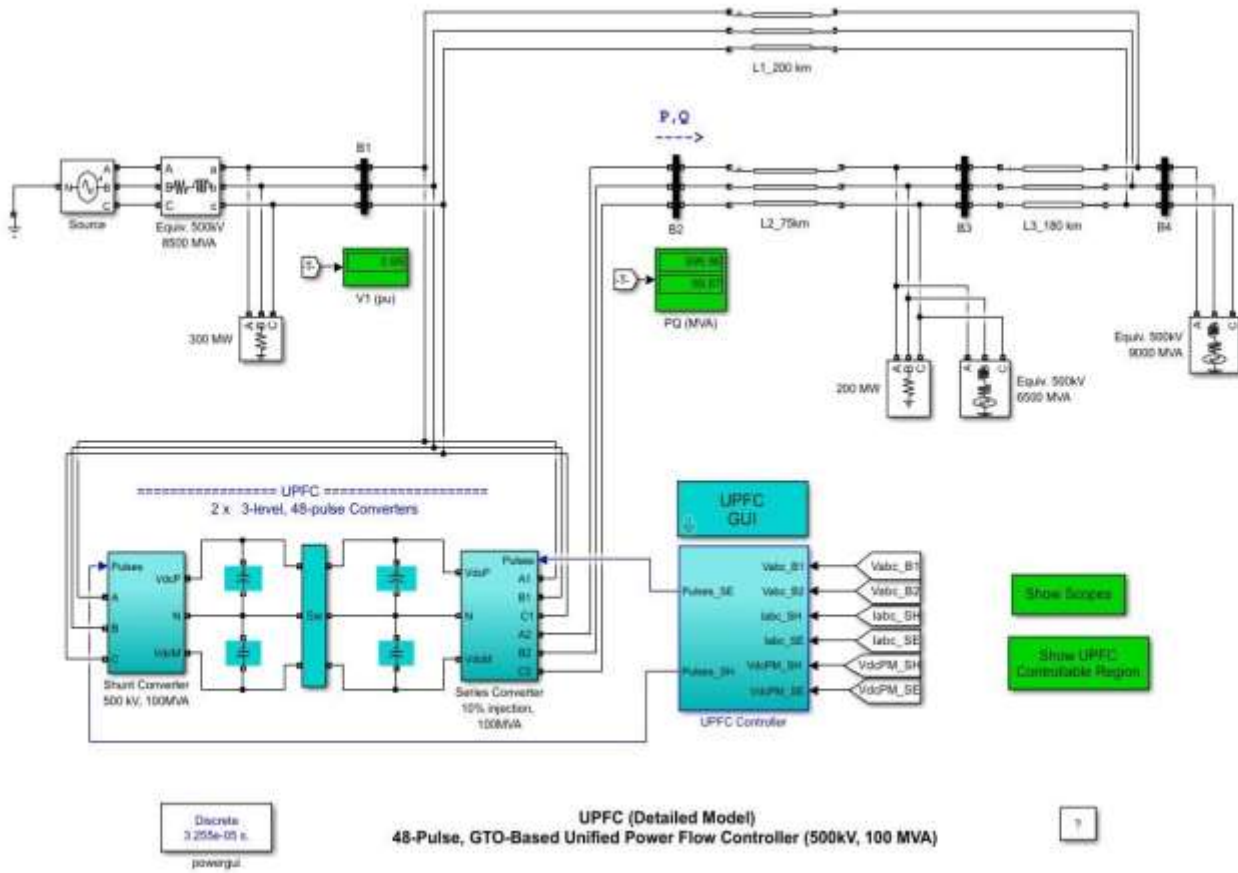 L1_200 km
P,Q
---->
B1
A
B
C
N
A
B
C
A
B
C
a
b
c
Source
Equiv. 500kV
8500 MVA
B2
L2_75km
B3
L3_180 km
B4
V1 (pu)
PQ (MVA)
A B C
300 MW
A B C
200 MW
A B C
Equiv. 500kV
6500 MVA
A B C
Equiv. 500kV
9000 MVA
================= UPFC ====================
2 x 3-level, 48-pulse Converters
Pulses
A
B
C
VdcP
N
VdcM
Shunt Converter
500 kV, 100MVA
Sw
VdcP
N
VdcM
Pulses
A1
B1
C1
A2
B2
C2
Series Converter
10% injection,
100MVA
UPFC
GUI
Pulses_SE
Pulses_SH
Vabc_B1
Vabc_B2
Iabc_SH
Iabc_SE
VdcPM_SH
VdcPM_SE
UPFC Controller
Vabc_B1
Vabc_B2
Iabc_SH
Iabc_SE
VdcPM_SH
VdcPM_SE
Show Scopes
Show UPFC
Controllable Region
Discrete
3.255e-05 s.
powergui
UPFC (Detailed Model)
48-Pulse, GTO-Based Unified Power Flow Controller (500kV, 100 MVA)
?